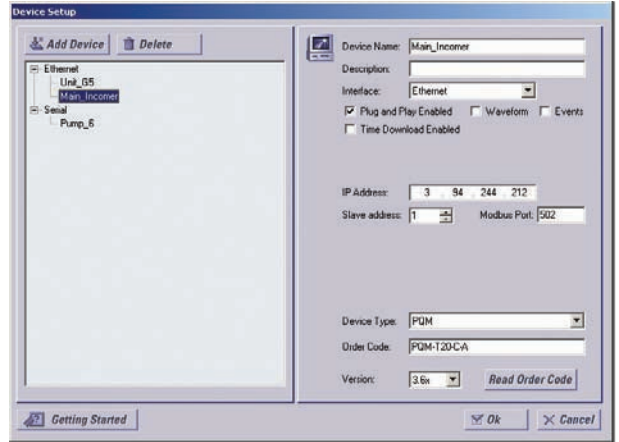 Device Setup
Add Device
Delete
Ethernet
Unit_G5
Main_Incomer
Serial
Pump_6
Device Name: Main_Incomer
Description:
Interface: Ethernet
Plug and Play Enabled Waveform Events
Time Download Enabled
IP Address: 3 . 94 . 244 . 212
Slave address: 1 Modbus Port: 502
Device Type: PQM
Order Code: PQM-T20-C-A
Version: 3.6x Read Order Code
Getting Started
Ok
Cancel